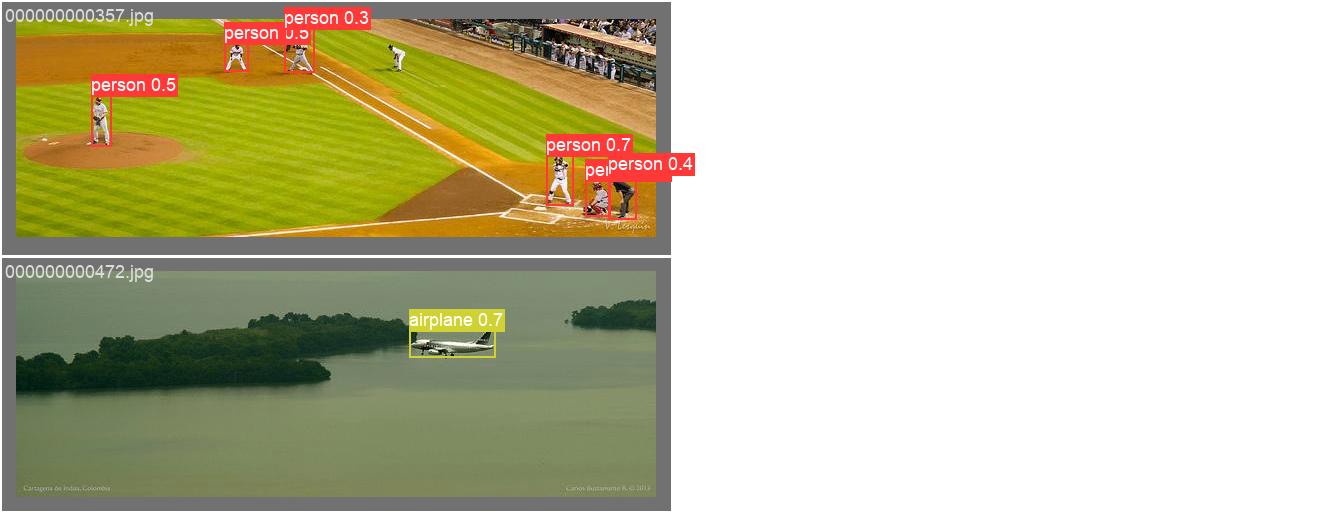 000000000357.jpg
person 0.3
person 0.5
person 0.5
person 0.7
person 0.4
V. Lesquin
000000000472.jpg
airplane 0.7
Cartagena de Indias, Colombia
Carlos Bustamante R. © 2013